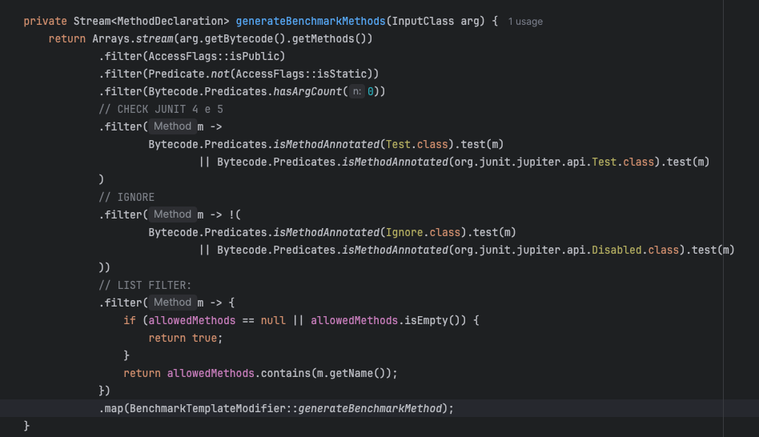 private Stream<MethodDeclaration> generateBenchmarkMethods(InputClass arg) { 1 usage
    return Arrays.stream(arg.getBytecode().getMethods())
            .filter(AccessFlags::isPublic)
            .filter(Predicate.not(AccessFlags::isStatic))
            .filter(Bytecode.Predicates.hasArgCount( n: 0))
            // CHECK JUNIT 4 e 5
            .filter( Method m ->
                    Bytecode.Predicates.isMethodAnnotated(Test.class).test(m)
                            || Bytecode.Predicates.isMethodAnnotated(org.junit.jupiter.api.Test.class).test(m)
            )
            // IGNORE
            .filter( Method m -> !(
                    Bytecode.Predicates.isMethodAnnotated(Ignore.class).test(m)
                            || Bytecode.Predicates.isMethodAnnotated(org.junit.jupiter.api.Disabled.class).test(m)
            ))
            // LIST FILTER:
            .filter( Method m -> {
                if (allowedMethods == null || allowedMethods.isEmpty()) {
                    return true;
                }
                return allowedMethods.contains(m.getName());
            })
            .map(BenchmarkTemplateModifier::generateBenchmarkMethod);
}